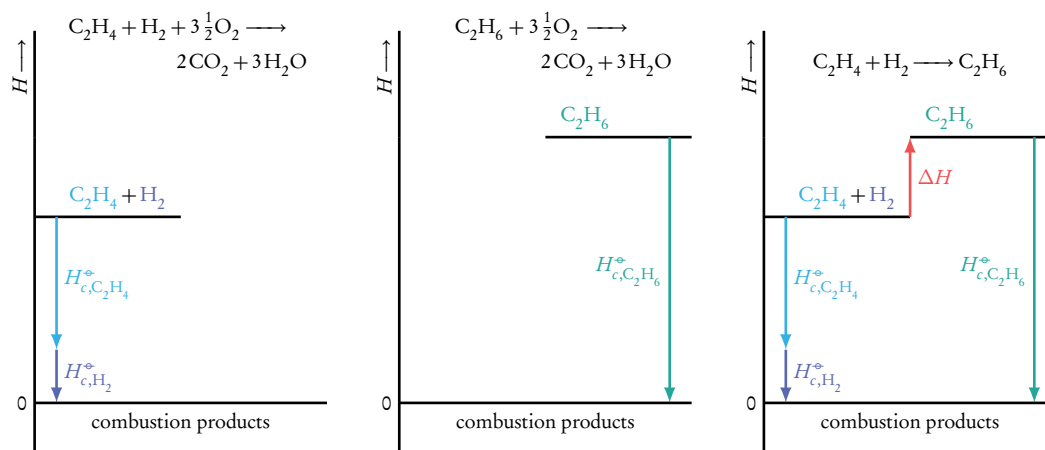 C₂H₄ + H₂ + 3½O₂ ⟶
2CO₂ + 3H₂O
H ⟶
C₂H₄ + H₂
H°c,C₂H₄
H°c,H₂
0
combustion products
C₂H₆ + 3½O₂ ⟶
2CO₂ + 3H₂O
H ⟶
C₂H₆
H°c,C₂H₆
0
combustion products
C₂H₄ + H₂ ⟶ C₂H₆
H ⟶
C₂H₆
ΔH
C₂H₄ + H₂
H°c,C₂H₄
H°c,C₂H₆
H°c,H₂
0
combustion products